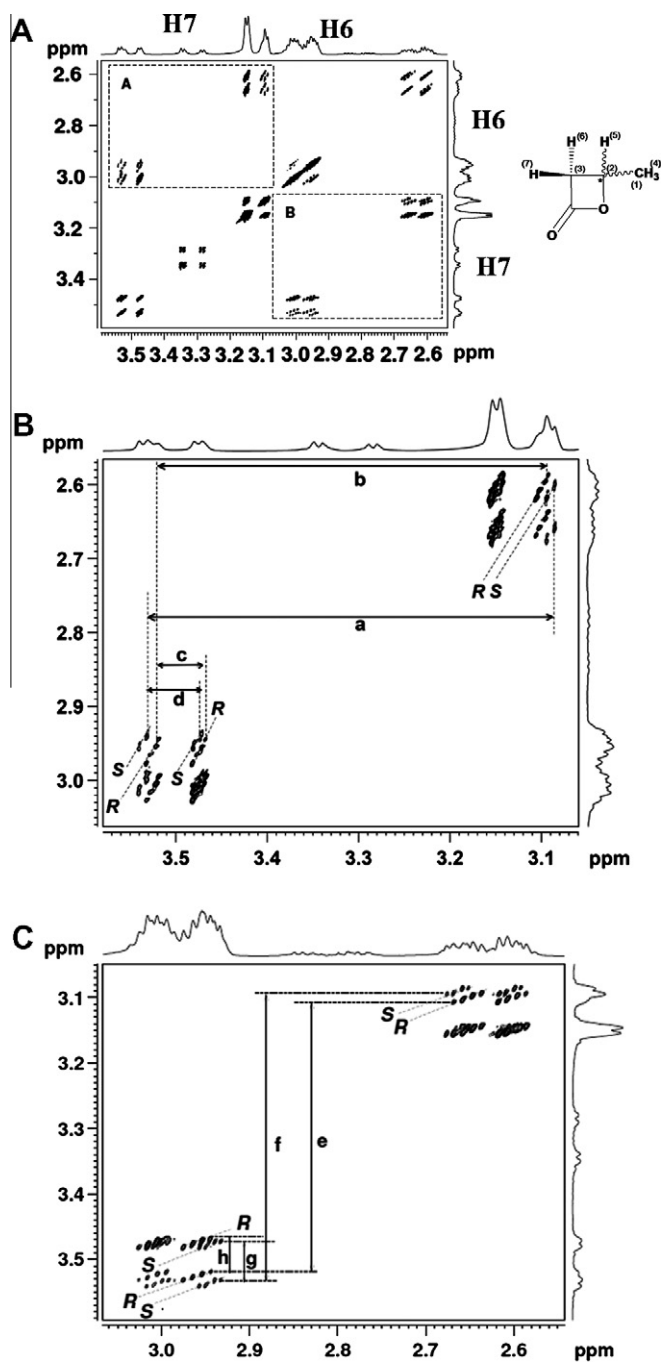 A
H7
H6
ppm
2.6
2.8
3.0
3.2
3.4
A
B
3.5 3.4 3.3 3.2 3.1 3.0 2.9 2.8 2.7 2.6
ppm
H6
H7
(6) H
H (5)
(7) H
(3)
(2)
*
CH3 (4)
(1)
O
O
B
ppm
2.6
2.7
2.8
2.9
3.0
b
a
c
d
R S
R
S
S
R
3.5 3.4 3.3 3.2 3.1 ppm
C
ppm
3.1
3.2
3.3
3.4
3.5
S
R
f
e
R
S
h
g
R
S
3.0 2.9 2.8 2.7 2.6
ppm